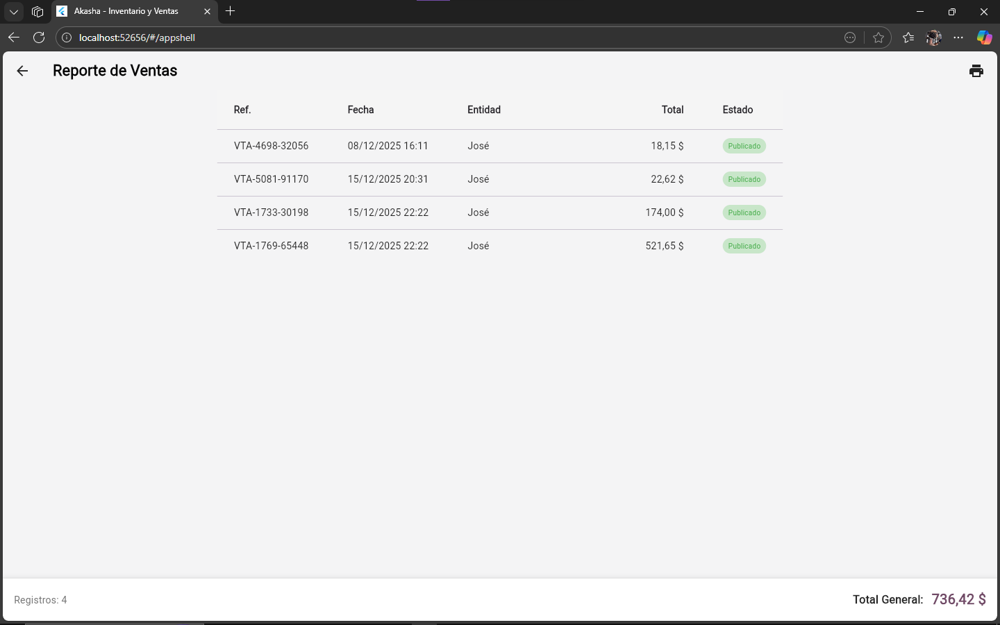 Akasha - Inventario y Ventas
localhost:52656/#/appshell
Reporte de Ventas
Ref. Fecha Entidad Total Estado
VTA-4698-32056 08/12/2025 16:11 José 18,15 $ Publicado
VTA-5081-91170 15/12/2025 20:31 José 22,62 $ Publicado
VTA-1733-30198 15/12/2025 22:22 José 174,00 $ Publicado
VTA-1769-65448 15/12/2025 22:22 José 521,65 $ Publicado
Registros: 4 Total General: 736,42 $